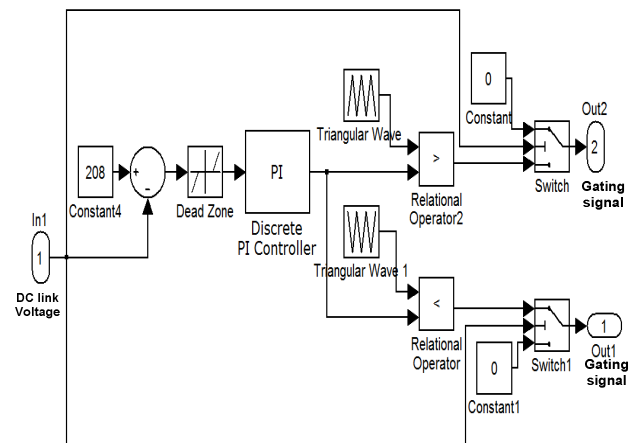 0
Constant
Out2
2
Gating
signal
Switch
Triangular Wave
>
Relational
Operator2
208
Constant4
+
-
Dead Zone
PI
Discrete
PI Controller
In1
1
DC link
Voltage
Triangular Wave 1
<
Relational
Operator
0
Constant1
Switch1
1
Out1
Gating
signal